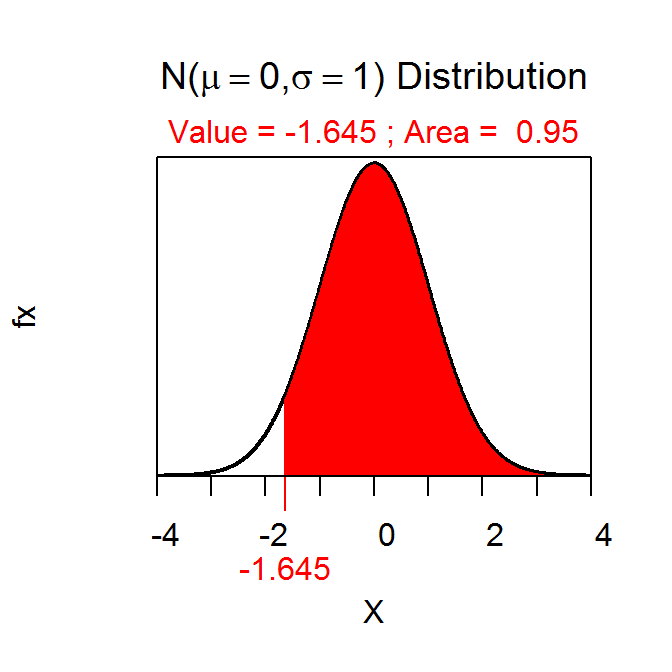 N(μ = 0,σ = 1) Distribution
Value = -1.645 ; Area =  0.95
fx
-4 -2 0 2 4
-1.645
X